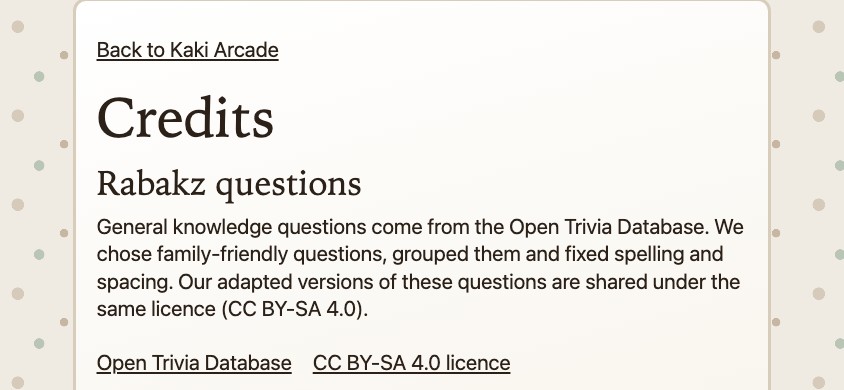 Back to Kaki Arcade
Credits
Rabakz questions
General knowledge questions come from the Open Trivia Database. We
chose family-friendly questions, grouped them and fixed spelling and
spacing. Our adapted versions of these questions are shared under the
same licence (CC BY-SA 4.0).
Open Trivia Database CC BY-SA 4.0 licence